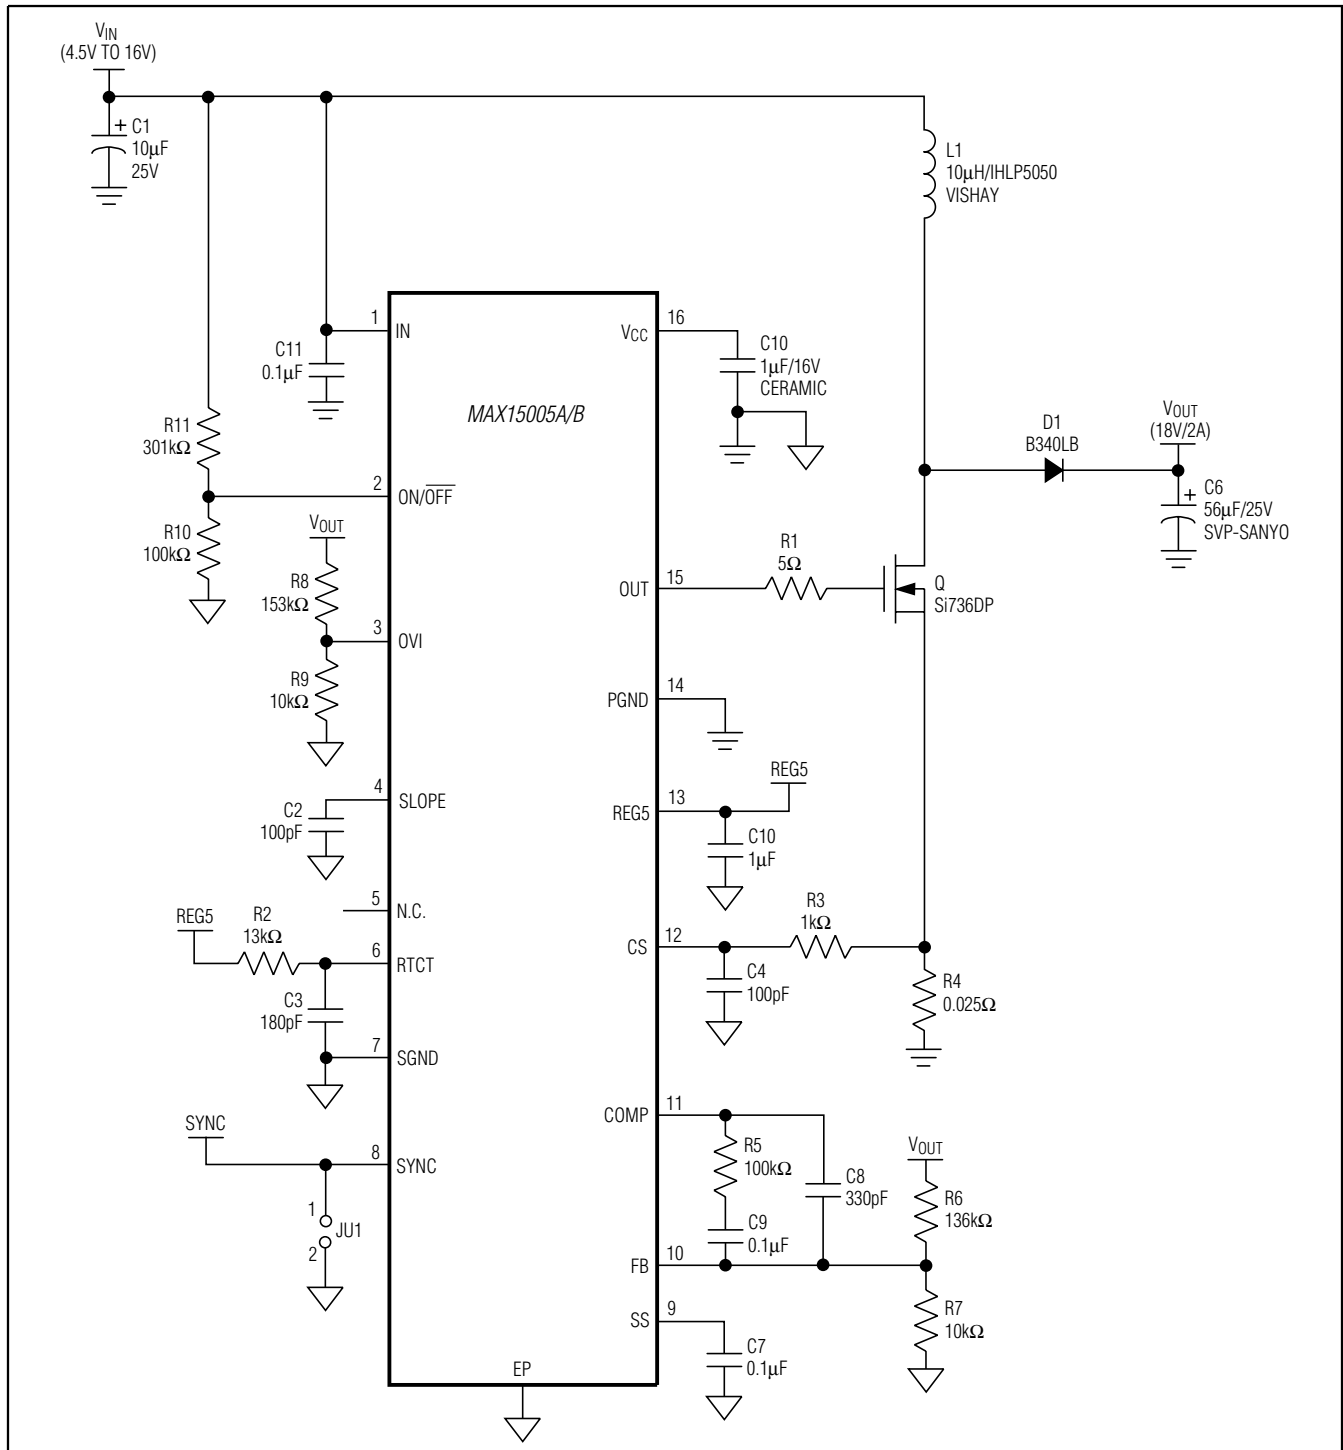 VIN
(4.5V TO 16V)
+ C1
10μF
25V
L1
10μH/IHLP5050
VISHAY
1
IN
C11
0.1μF
16
VCC
C10
1μF/16V
CERAMIC
MAX15005A/B
R11
301kΩ
2
ON/OFF
R10
100kΩ
D1
B340LB
VOUT
(18V/2A)
+ C6
56μF/25V
SVP-SANYO
VOUT
R8
153kΩ
3
OVI
R9
10kΩ
R1
5Ω
15
OUT
Q
Si736DP
14
PGND
4
SLOPE
C2
100pF
REG5
13
REG5
C10
1μF
5
N.C.
REG5
R2
13kΩ
6
RTCT
C3
180pF
7
SGND
R3
1kΩ
12
CS
C4
100pF
R4
0.025Ω
SYNC
8
SYNC
1
JU1
2
11
COMP
R5
100kΩ
C8
330pF
C9
0.1μF
VOUT
R6
136kΩ
10
FB
R7
10kΩ
9
SS
C7
0.1μF
EP